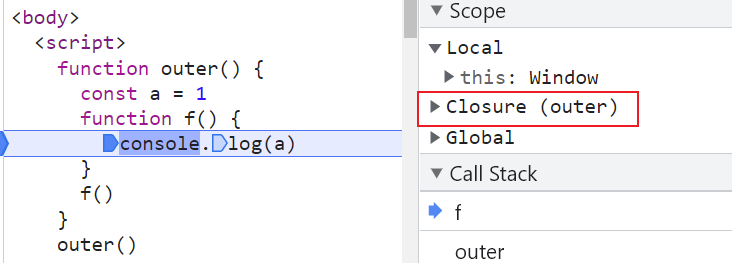 <body>
<script>
function outer() {
const a = 1
function f() {
console.log(a)
}
f()
}
outer()
Scope
Local
this: Window
Closure (outer)
Global
Call Stack
f
outer